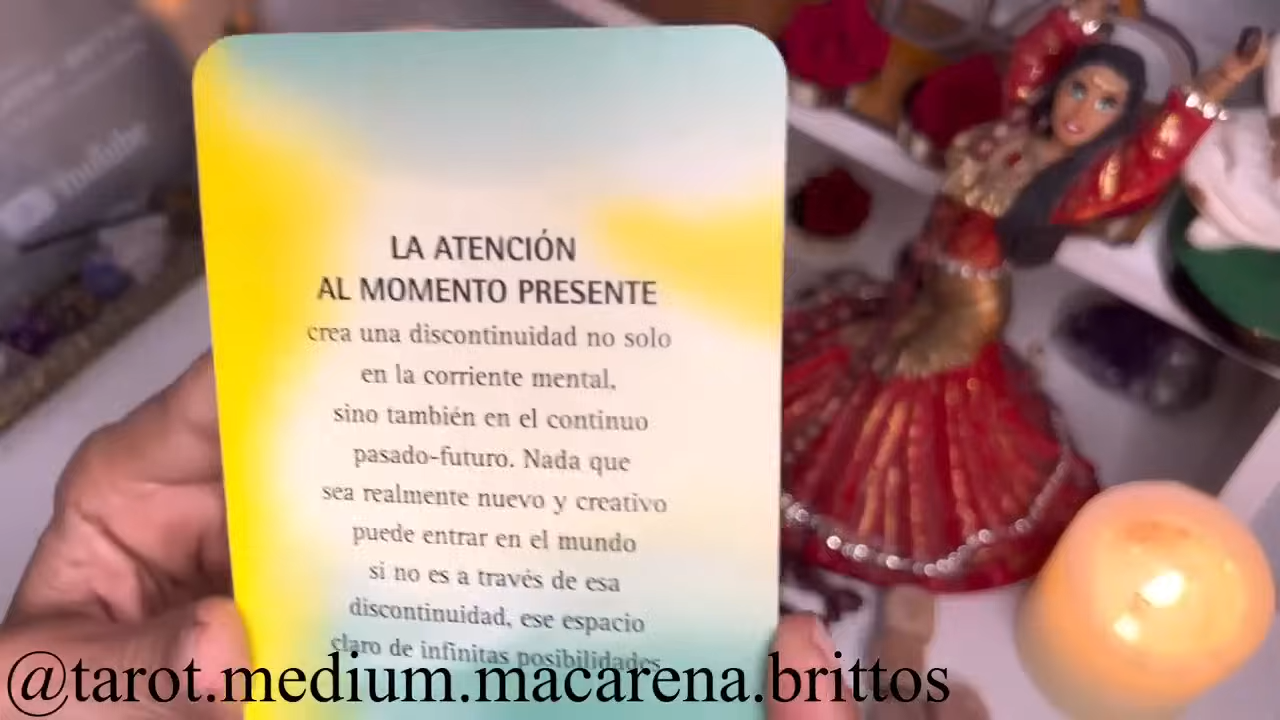 YouTube
LA ATENCIÓN
AL MOMENTO PRESENTE
crea una discontinuidad no solo
en la corriente mental,
sino también en el continuo
pasado-futuro. Nada que
sea realmente nuevo y creativo
puede entrar en el mundo
si no es a través de esa
discontinuidad, ese espacio
claro de infinitas posibilidades
@tarot.medium.macarena.brittos